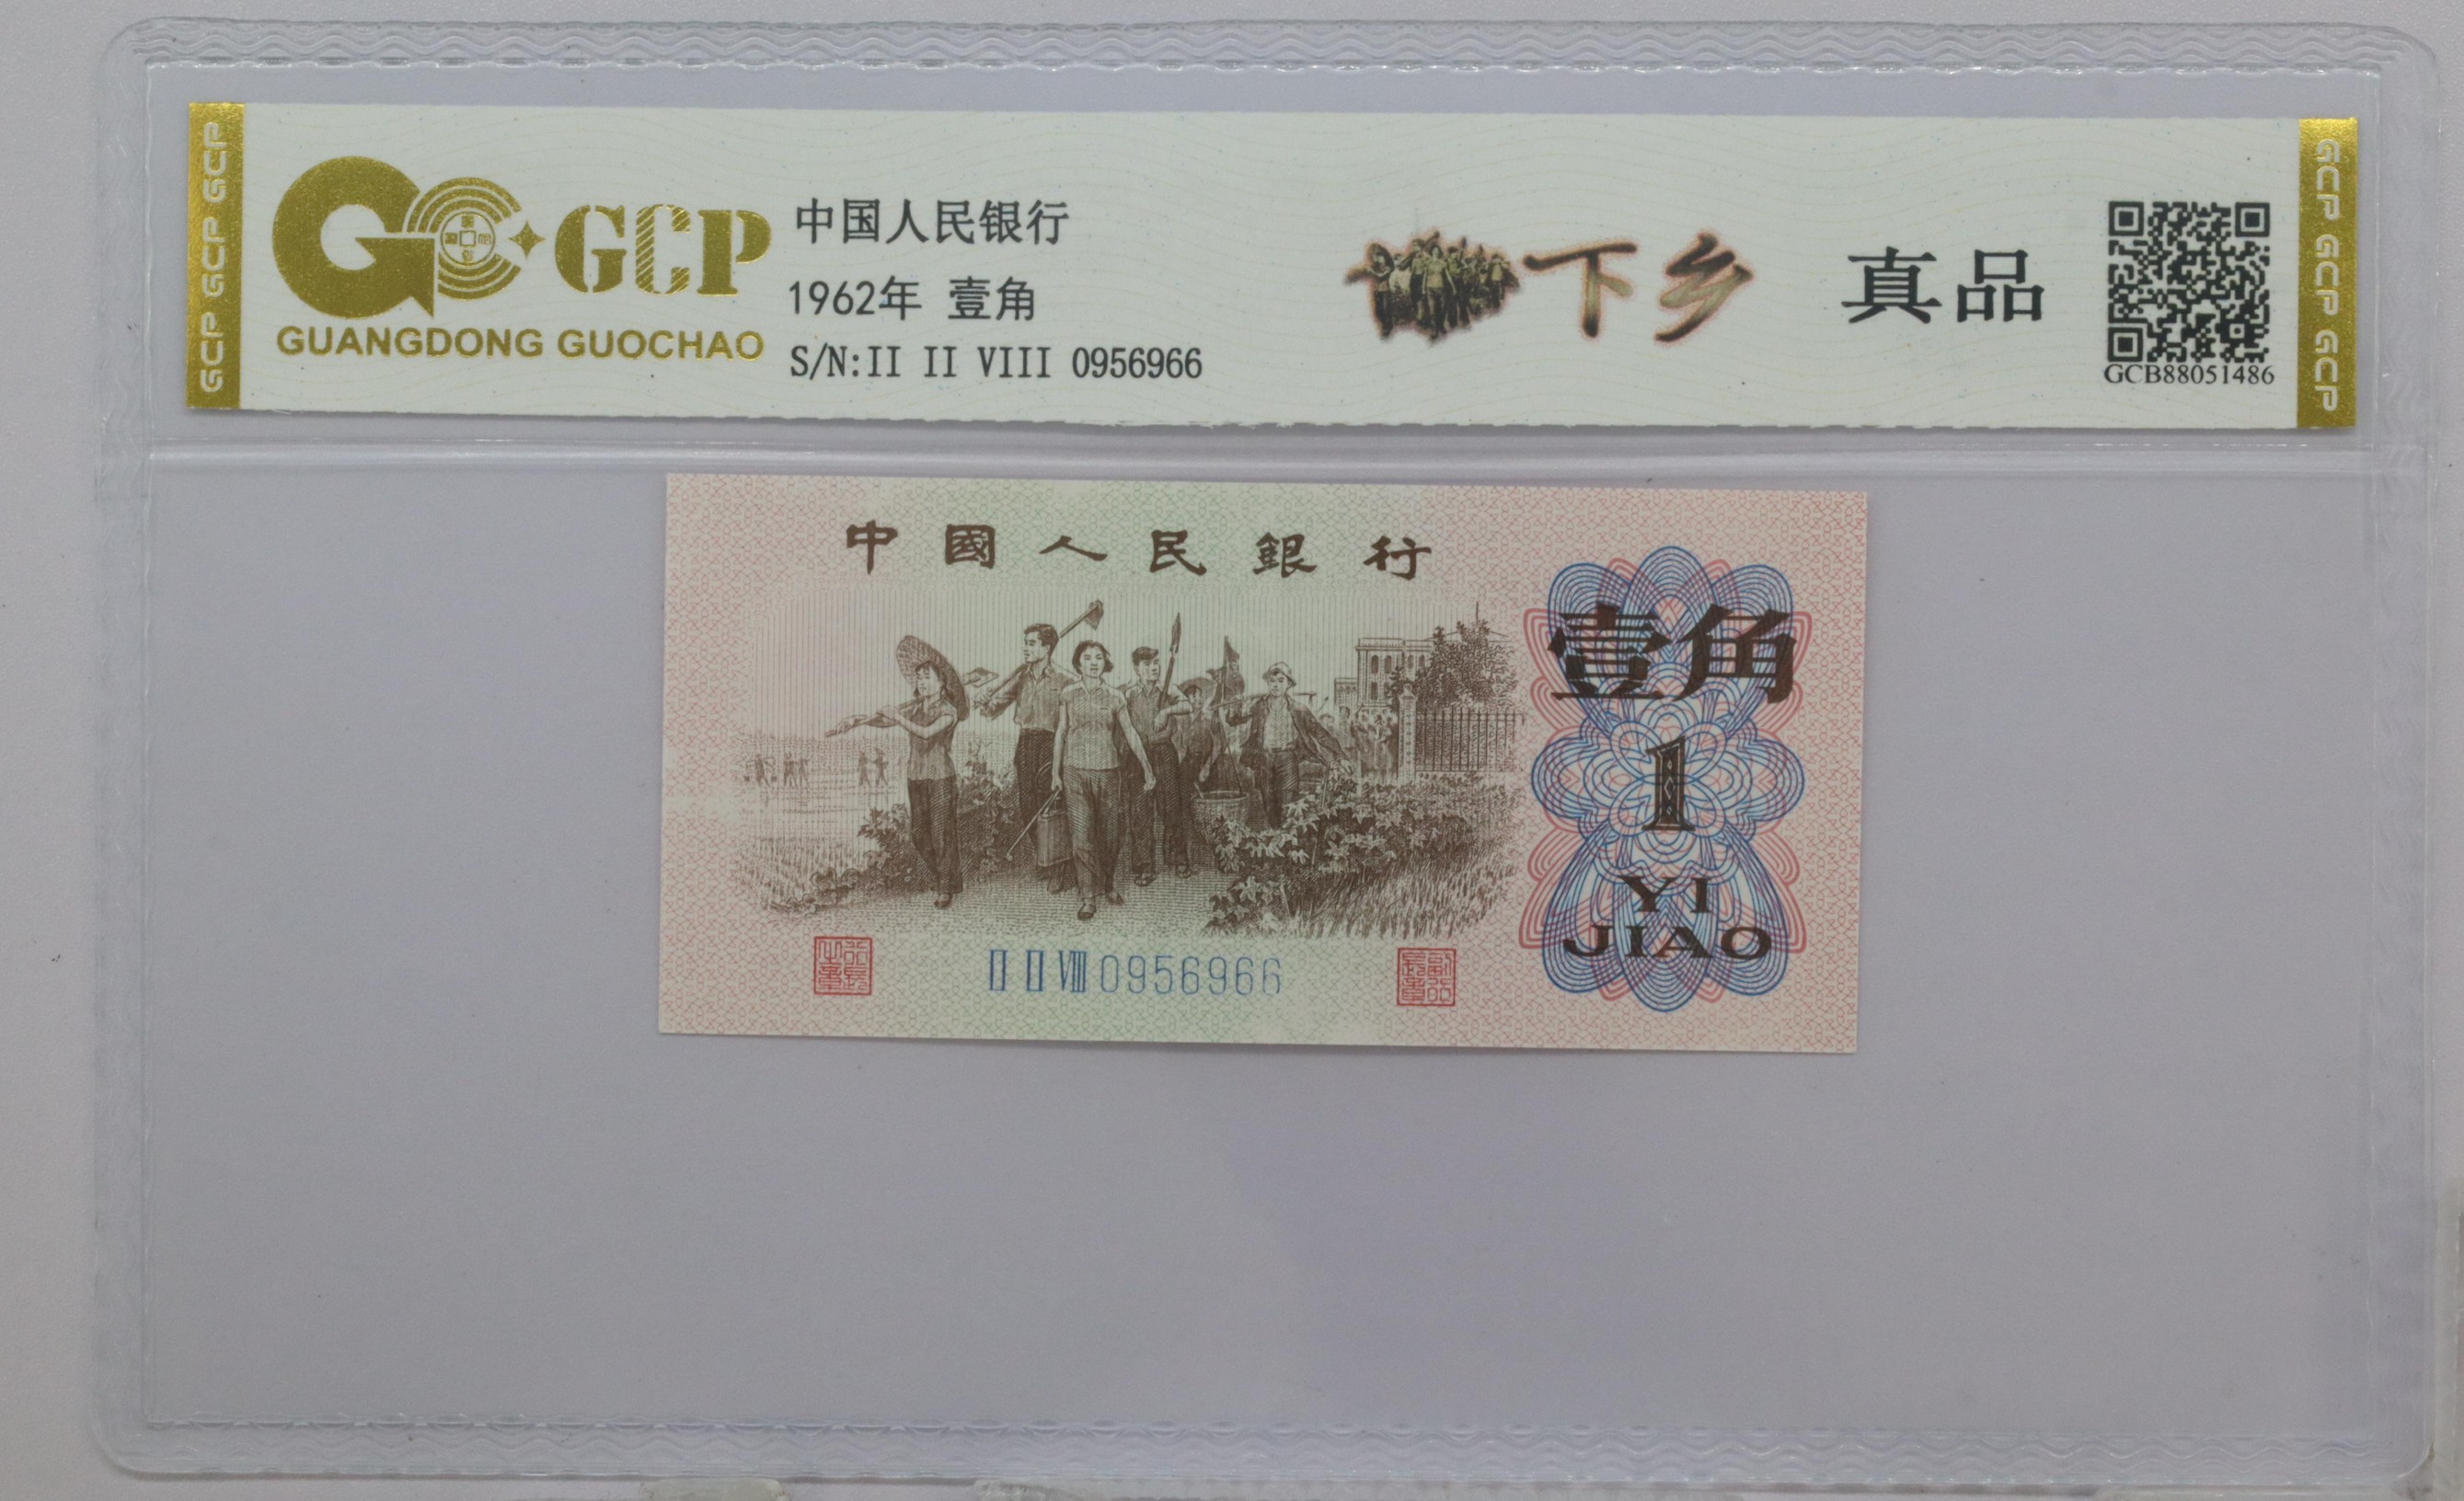 GCP GCP GCP
GCP
GUANGDONG GUOCHAO
中国人民银行
1962年 壹角
S/N:II II VIII 0956966
下乡
真品
GCB88051486
GCP GCP GCP
中國人民銀行
壹角
1
YI
JIAO
II II VIII 0956966